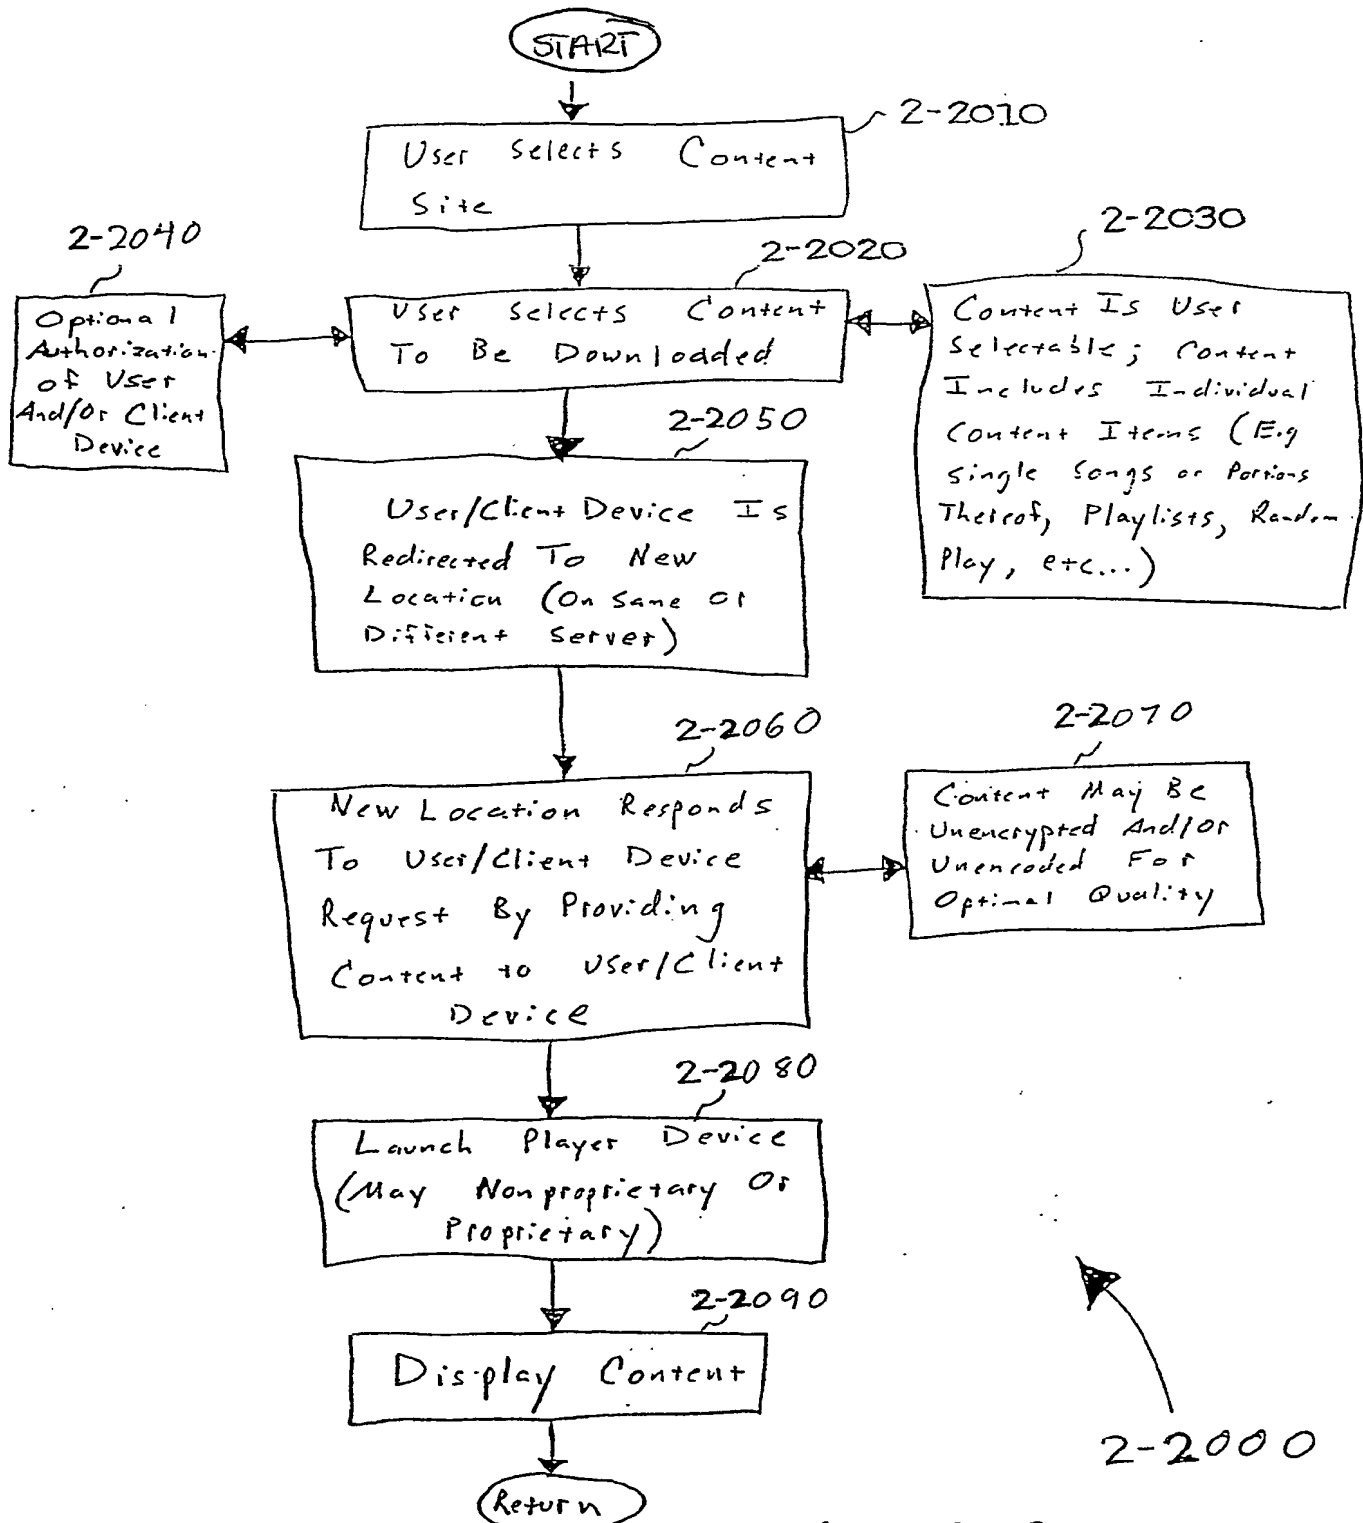 START
2-2010
User Selects Content
Site
2-2040
2-2020
2-2030
Optional
Authorization
of User
And/Or Client
Device
User Selects Content
To Be Downloaded
Content Is User
Selectable; Content
Includes Individual
Content Items (E.g
Single Songs or Portions
Thereof, Playlists, Random
Play, etc...)
2-2050
User/Client Device Is
Redirected To New
Location (On Same Or
Different Server)
2-2060
2-2070
New Location Responds
To User/Client Device
Request By Providing
Content to User/Client
Device
Content May Be
Unencrypted And/Or
Unencoded For
Optimal Quality
2-2080
Launch Player Device
(May Nonproprietary Or
Proprietary)
2-2090
Display Content
2-2000
Return